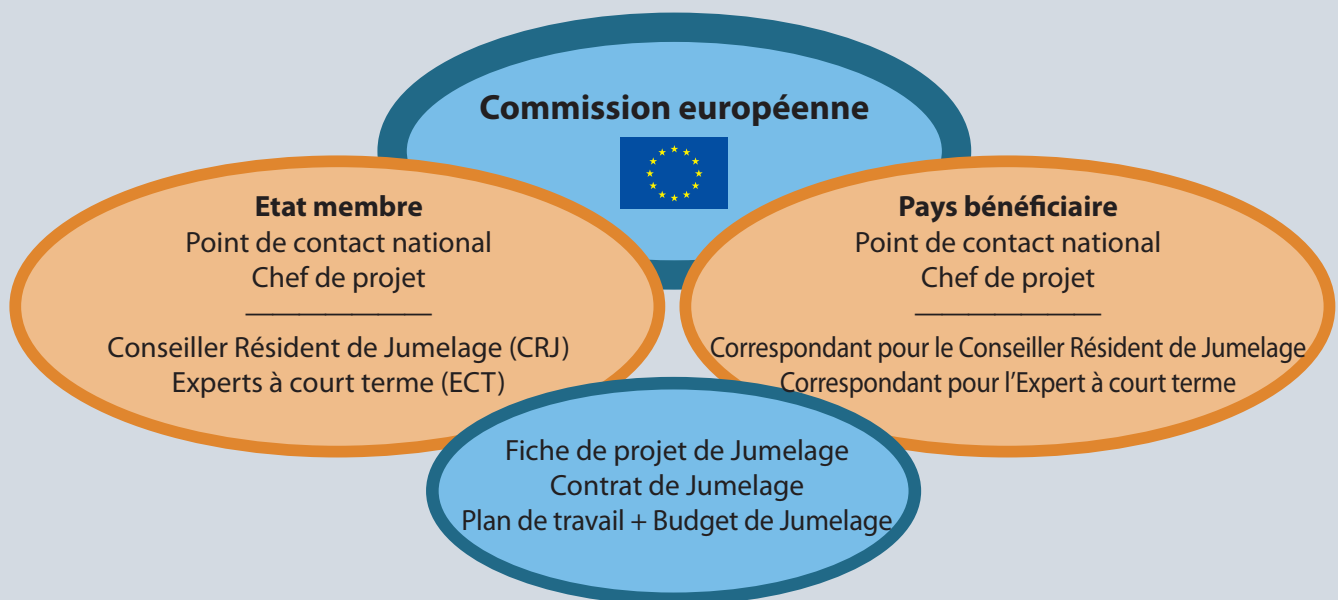 Commission européenne
Etat membre
Point de contact national
Chef de projet
Conseiller Résident de Jumelage (CRJ)
Experts à court terme (ECT)
Pays bénéficiaire
Point de contact national
Chef de projet
Correspondant pour le Conseiller Résident de Jumelage
Correspondant pour l'Expert à court terme
Fiche de projet de Jumelage
Contrat de Jumelage
Plan de travail + Budget de Jumelage